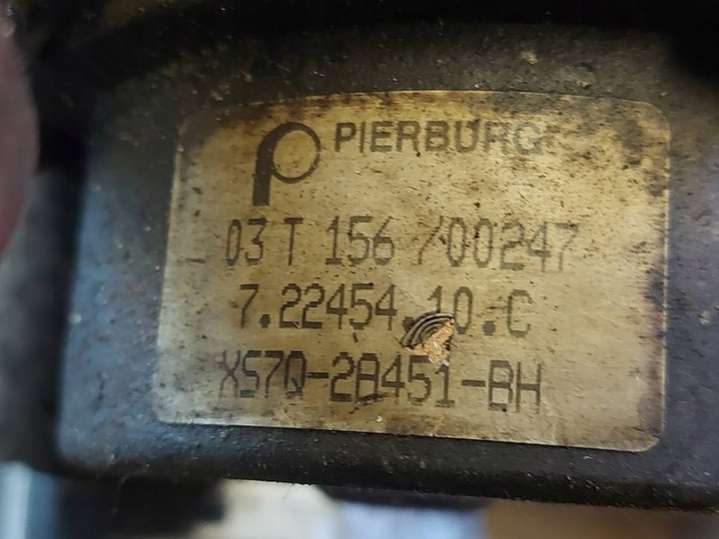 PIERBURG
03 T 156 /00247
7.22454.10.C
XS7Q-2B451-BH